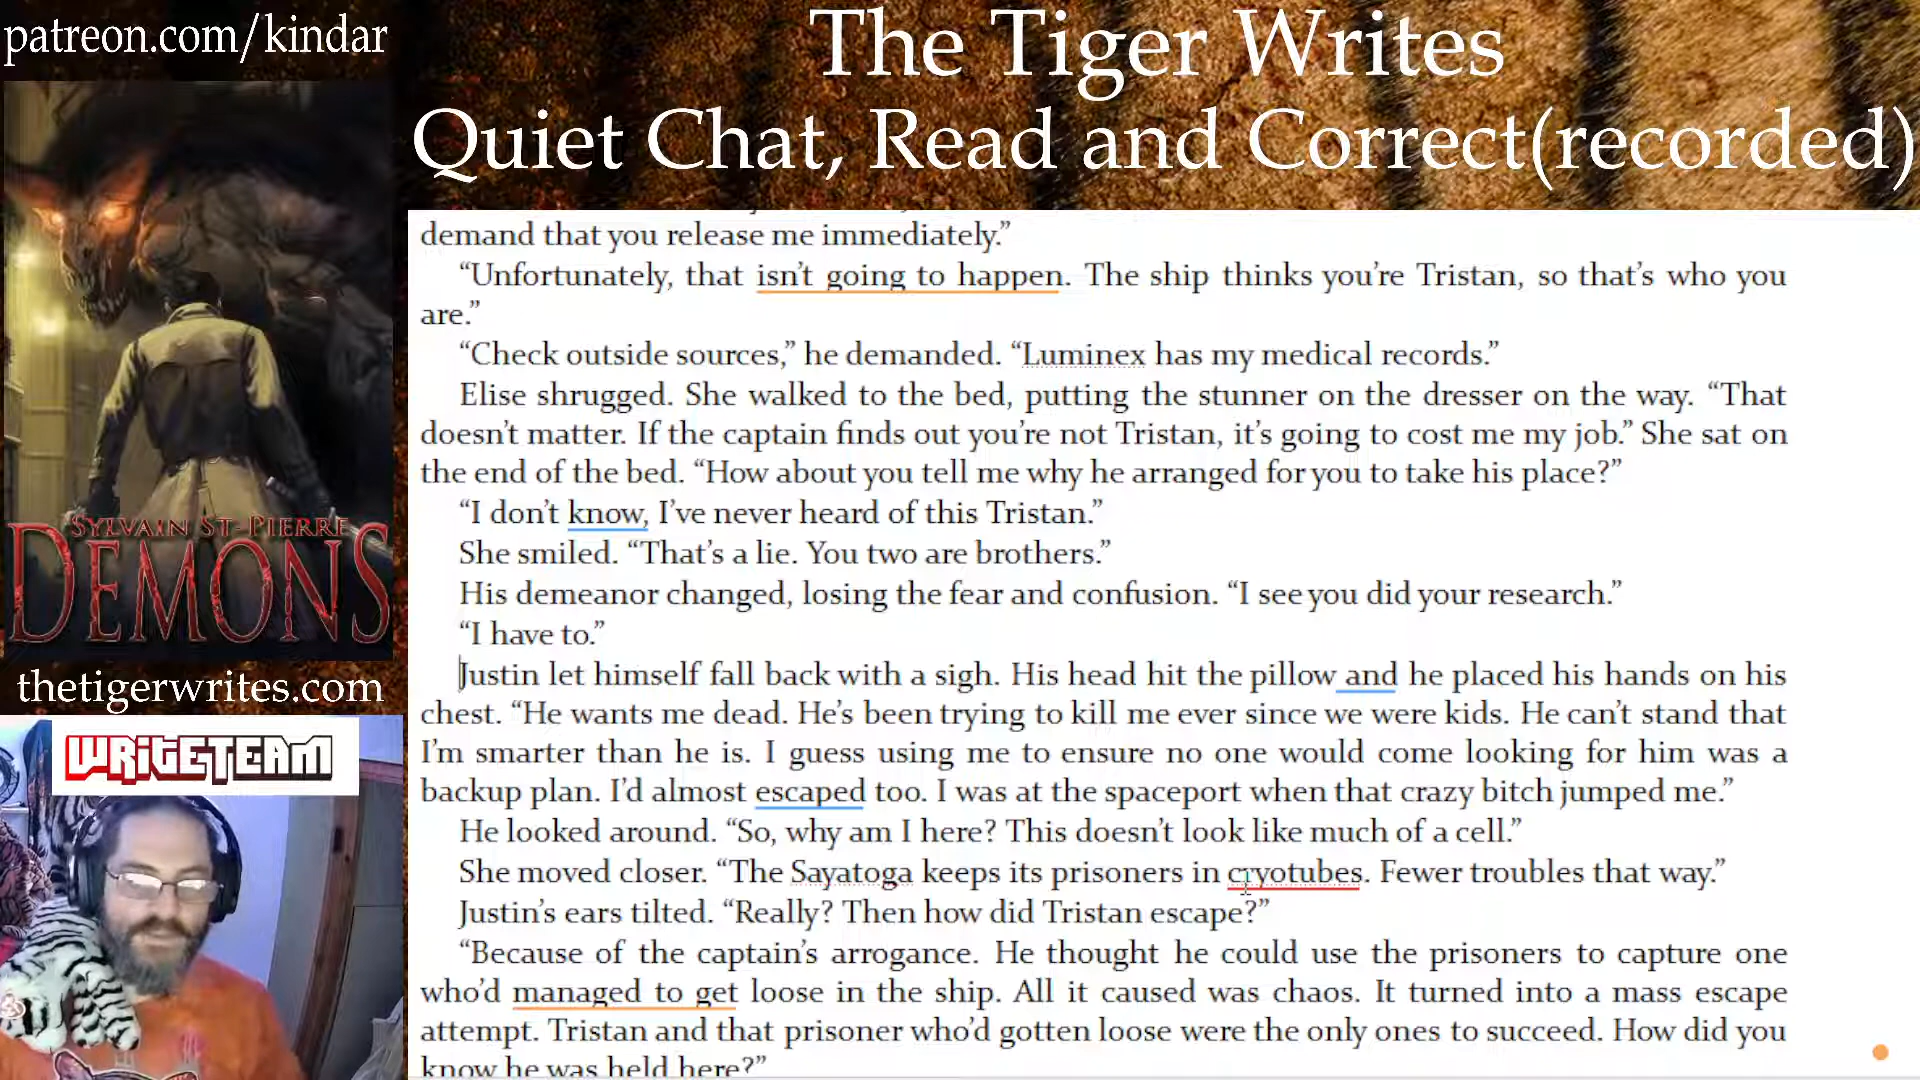 patreon.com/kindar
The Tiger Writes
Quiet Chat, Read and Correct(recorded)
SYLVAIN ST-PIERRE
DEMONS
thetigerwrites.com
WRITETEAM
demand that you release me immediately.”
“Unfortunately, that isn’t going to happen. The ship thinks you’re Tristan, so that’s who you
are.”
“Check outside sources,” he demanded. “Luminex has my medical records.”
Elise shrugged. She walked to the bed, putting the stunner on the dresser on the way. “That
doesn’t matter. If the captain finds out you’re not Tristan, it’s going to cost me my job.” She sat on
the end of the bed. “How about you tell me why he arranged for you to take his place?”
“I don’t know, I’ve never heard of this Tristan.”
She smiled. “That’s a lie. You two are brothers.”
His demeanor changed, losing the fear and confusion. “I see you did your research.”
“I have to.”
Justin let himself fall back with a sigh. His head hit the pillow and he placed his hands on his
chest. “He wants me dead. He’s been trying to kill me ever since we were kids. He can’t stand that
I’m smarter than he is. I guess using me to ensure no one would come looking for him was a
backup plan. I’d almost escaped too. I was at the spaceport when that crazy bitch jumped me.”
He looked around. “So, why am I here? This doesn’t look like much of a cell.”
She moved closer. “The Sayatoga keeps its prisoners in cryotubes. Fewer troubles that way.”
Justin’s ears tilted. “Really? Then how did Tristan escape?”
“Because of the captain’s arrogance. He thought he could use the prisoners to capture one
who’d managed to get loose in the ship. All it caused was chaos. It turned into a mass escape
attempt. Tristan and that prisoner who’d gotten loose were the only ones to succeed. How did you
know he was held here?”